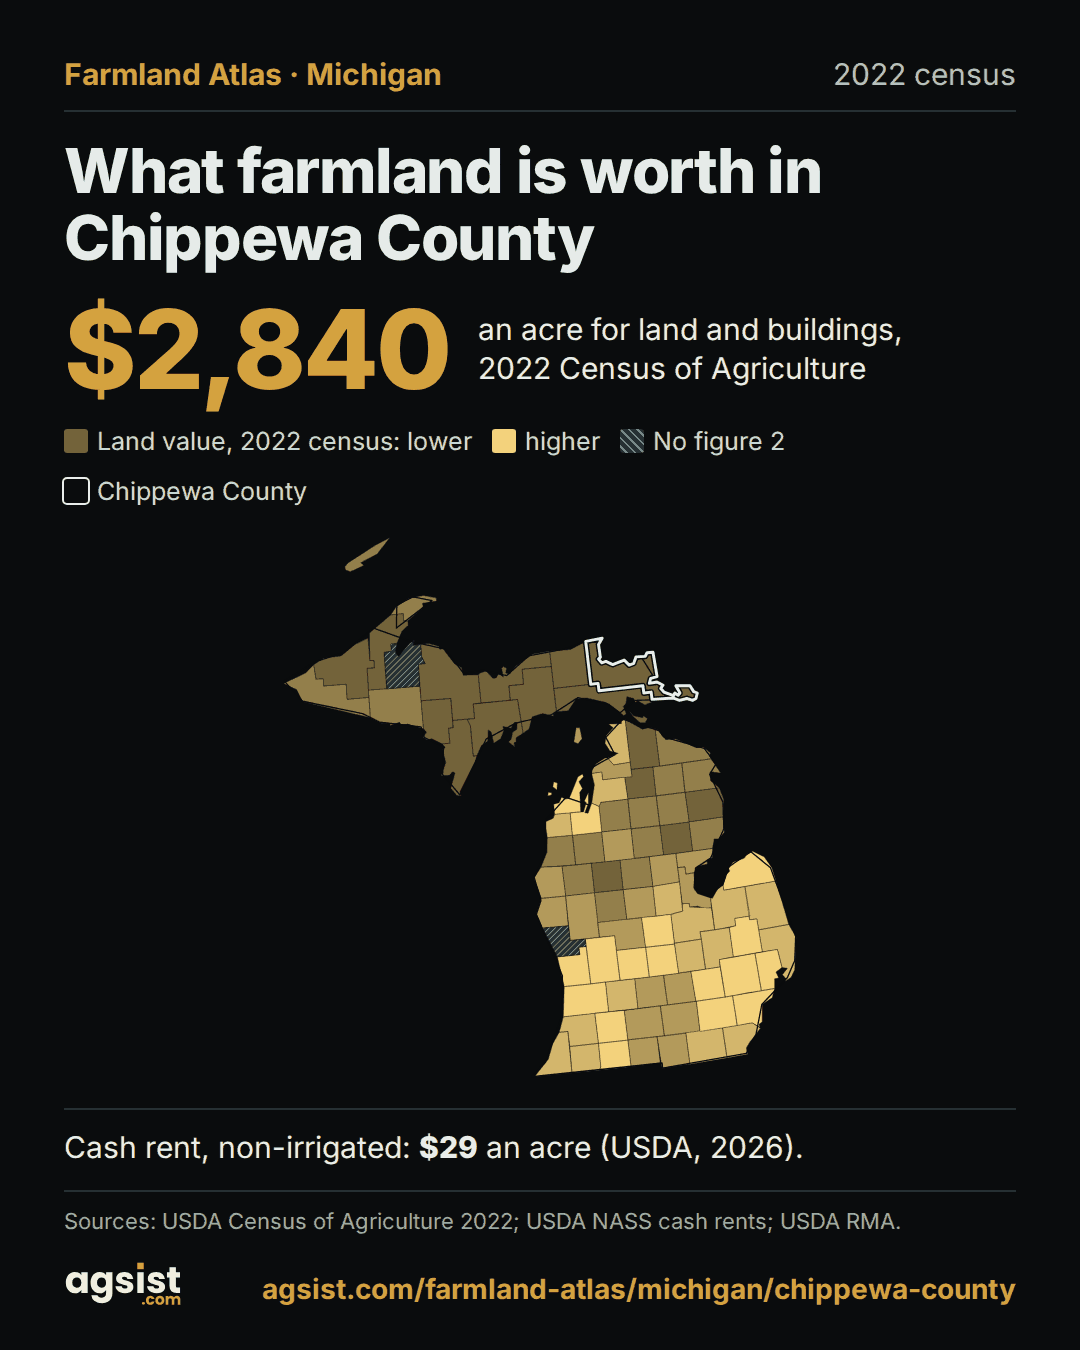 Farmland Atlas · Michigan
2022 census
What farmland is worth in
Chippewa County
$2,840
an acre for land and buildings,
2022 Census of Agriculture
Land value, 2022 census: lower
higher
No figure 2
Chippewa County
Cash rent, non-irrigated: $29 an acre (USDA, 2026).
Sources: USDA Census of Agriculture 2022; USDA NASS cash rents; USDA RMA.
agsist
.com
agsist.com/farmland-atlas/michigan/chippewa-county